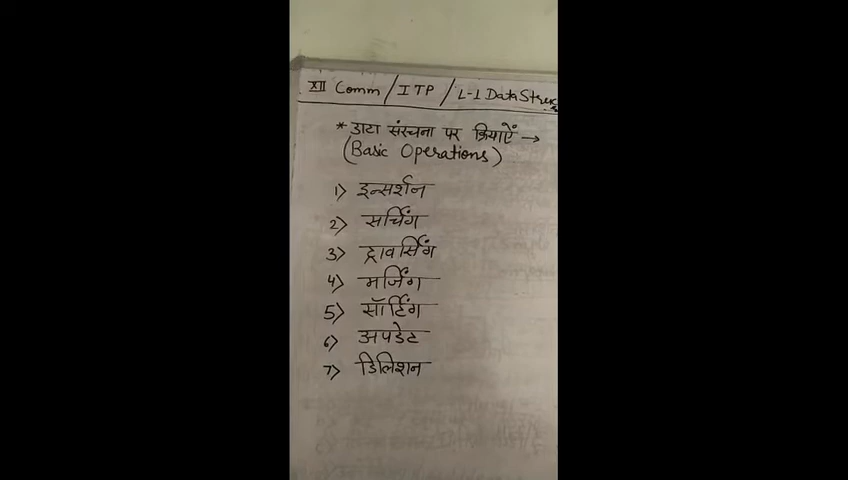 XII Comm / ITP / L-1 Data Struc
* डाटा संरचना पर क्रियाऐं →
(Basic Operations)
1) इन्सर्शन
2) सर्चिंग
3) ट्रावर्सिंग
4) मर्जिंग
5) सॉर्टिंग
6) अपडेट
7) डिलिशन